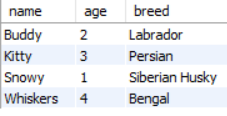 name age breed
Buddy 2 Labrador
Kitty 3 Persian
Snowy 1 Siberian Husky
Whiskers 4 Bengal